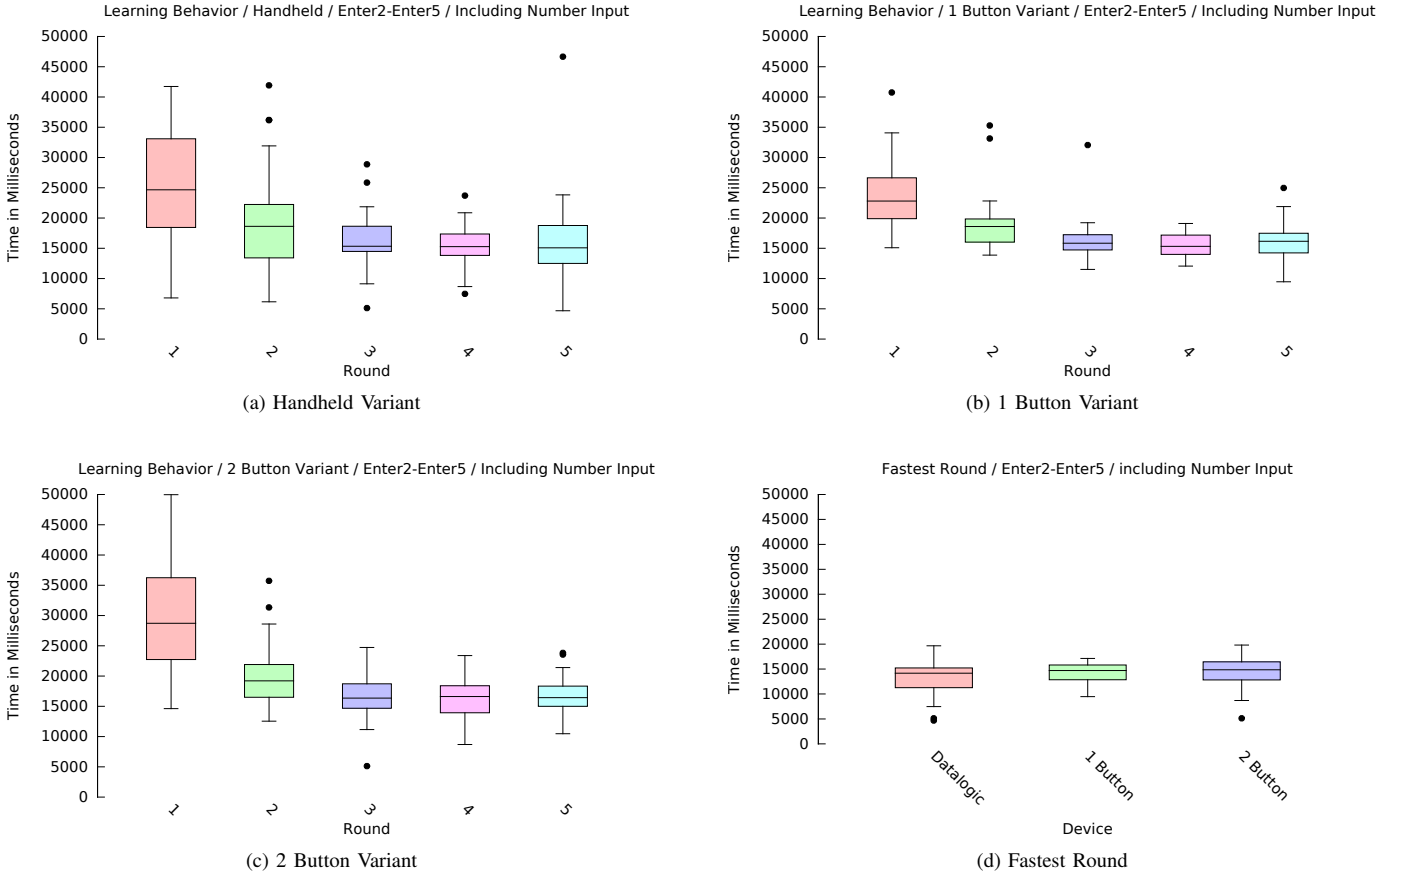 Learning Behavior / Handheld / Enter2-Enter5 / Including Number Input
50000
45000
40000
35000
30000
25000
20000
15000
10000
5000
0
Time in Milliseconds
1 2 3 4 5
Round
(a) Handheld Variant
Learning Behavior / 1 Button Variant / Enter2-Enter5 / Including Number Input
50000
45000
40000
35000
30000
25000
20000
15000
10000
5000
0
Time in Milliseconds
1 2 3 4 5
Round
(b) 1 Button Variant
Learning Behavior / 2 Button Variant / Enter2-Enter5 / Including Number Input
50000
45000
40000
35000
30000
25000
20000
15000
10000
5000
0
Time in Milliseconds
1 2 3 4 5
Round
(c) 2 Button Variant
Fastest Round / Enter2-Enter5 / including Number Input
50000
45000
40000
35000
30000
25000
20000
15000
10000
5000
0
Time in Milliseconds
Datalogic 1 Button 2 Button
Device
(d) Fastest Round